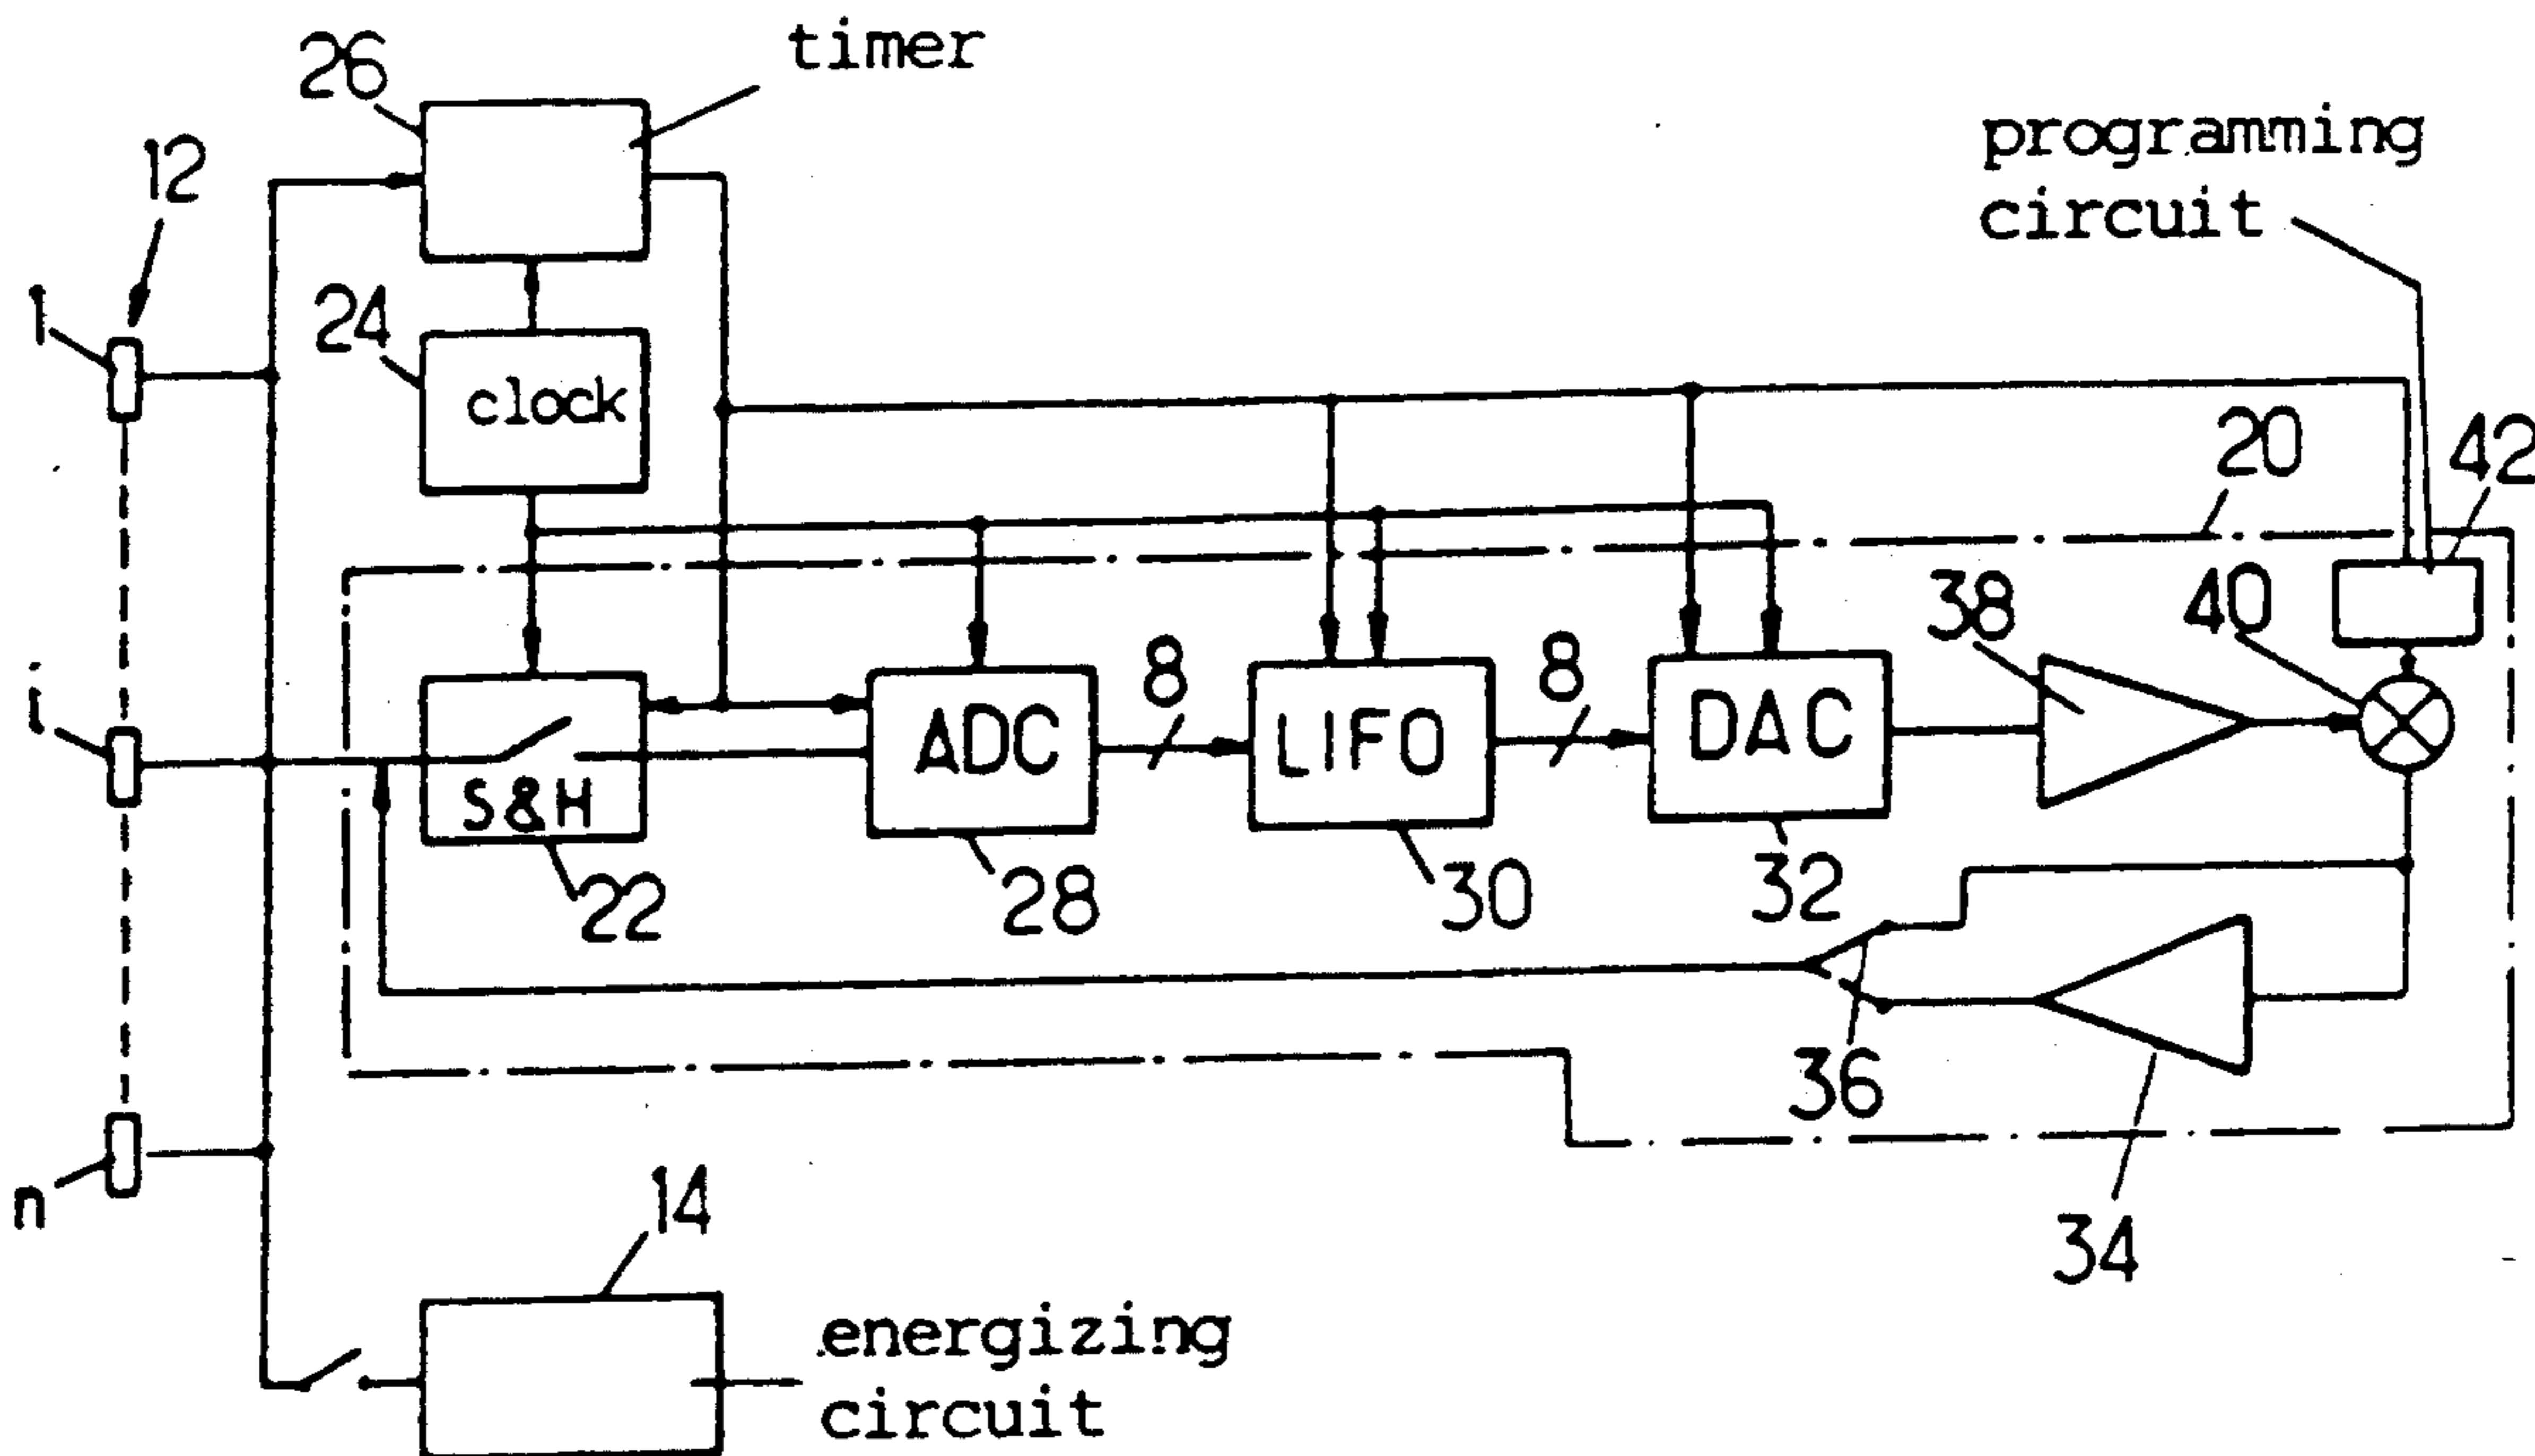 timer
26
programming
circuit
12
1
24
clock
20
42
38
40
i
8
8
ADC
LIFO
DAC
S&H
22
28
30
32
36
34
n
14
energizing
circuit